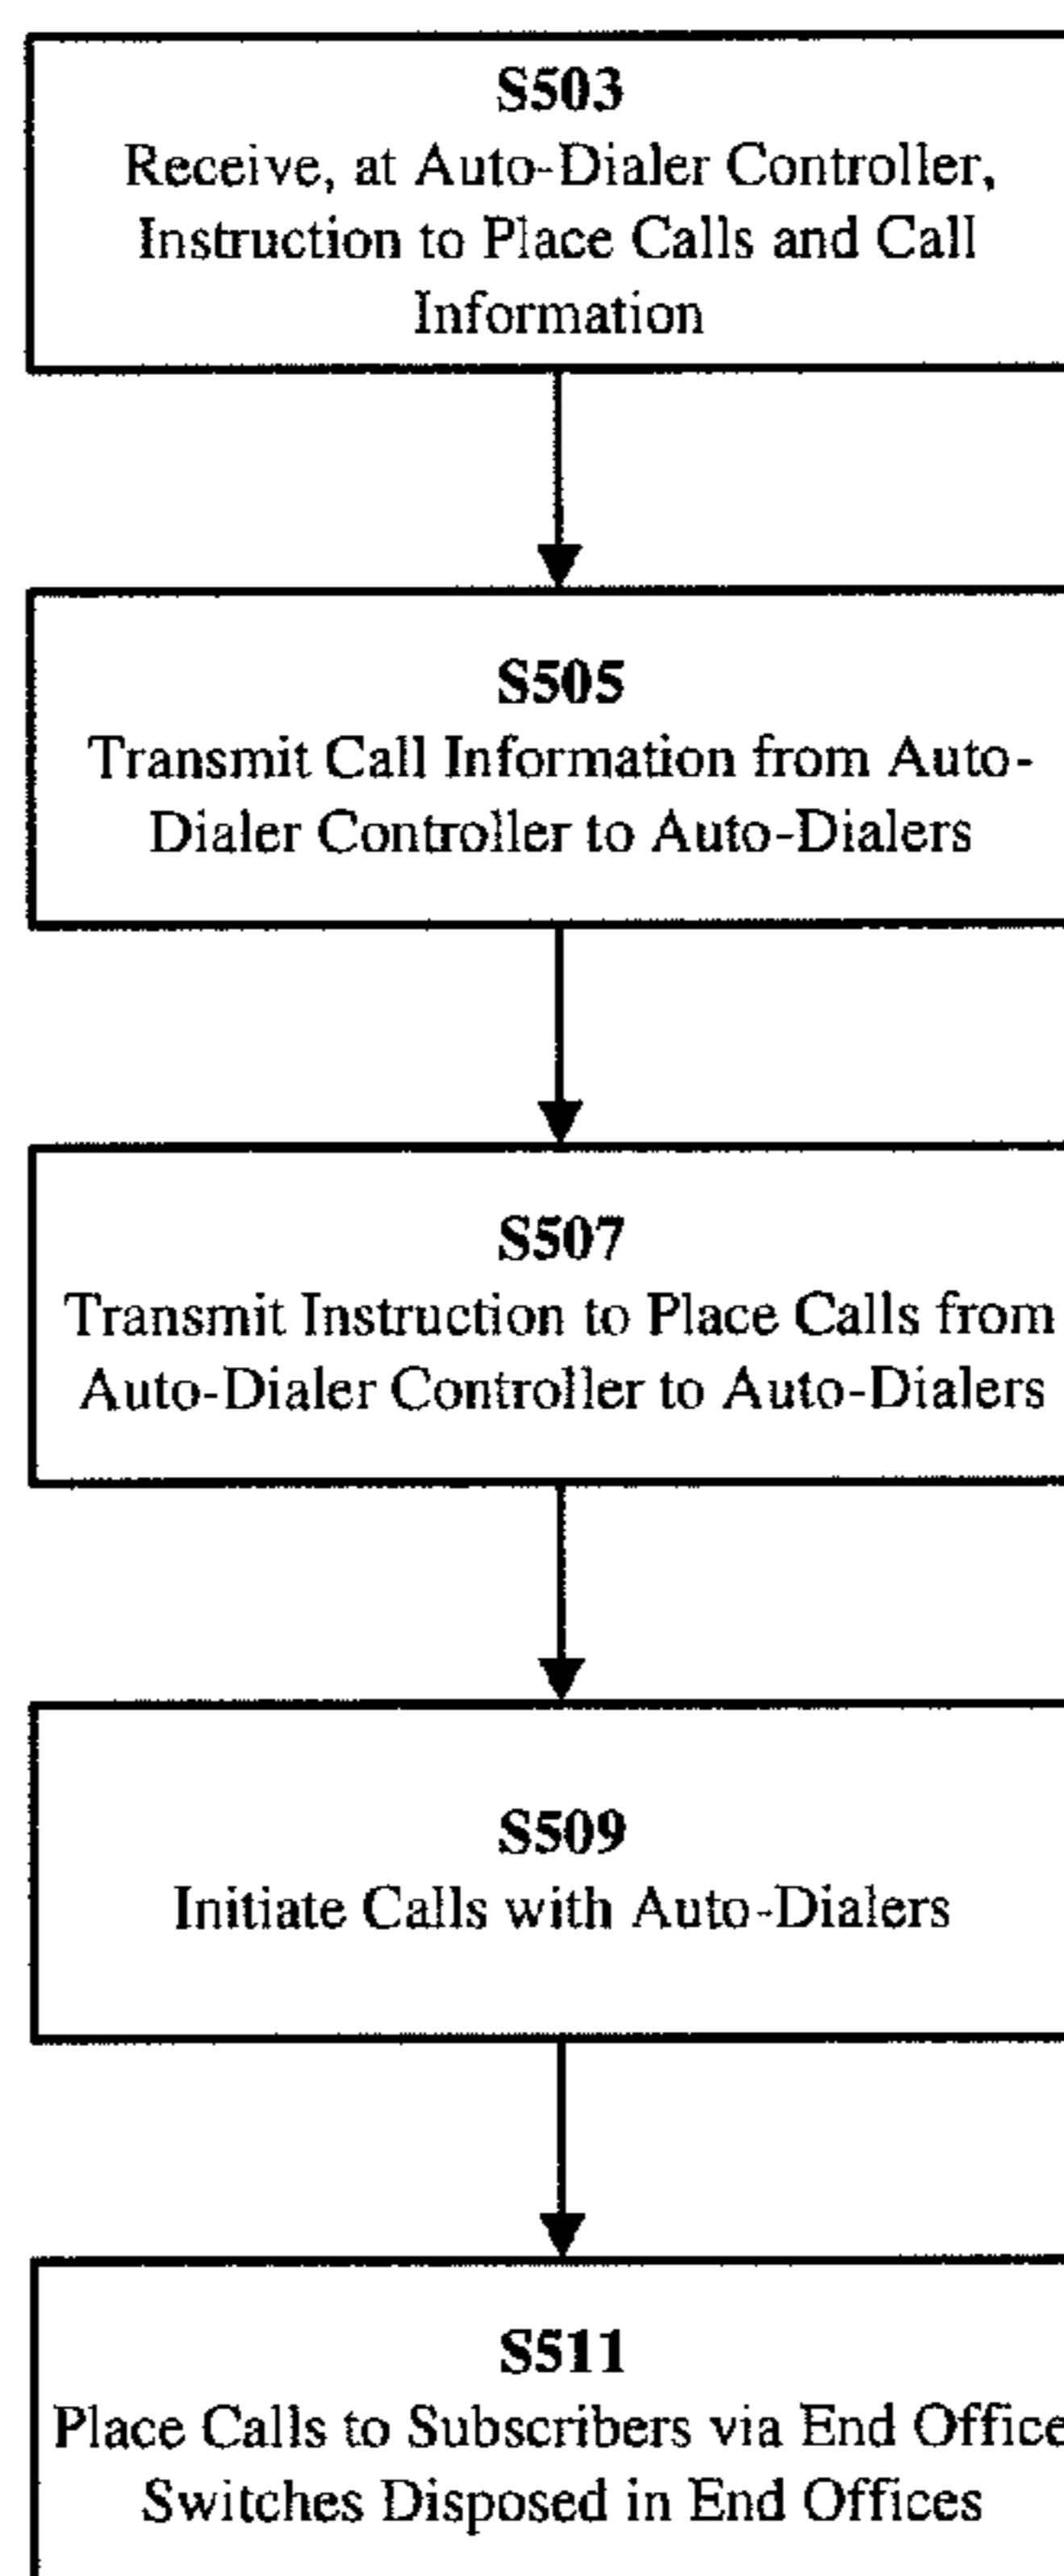 S503
Receive, at Auto-Dialer Controller,
Instruction to Place Calls and Call
Information
S505
Transmit Call Information from Auto-
Dialer Controller to Auto-Dialers
S507
Transmit Instruction to Place Calls from
Auto-Dialer Controller to Auto-Dialers
S509
Initiate Calls with Auto-Dialers
S511
Place Calls to Subscribers via End Office
Switches Disposed in End Offices